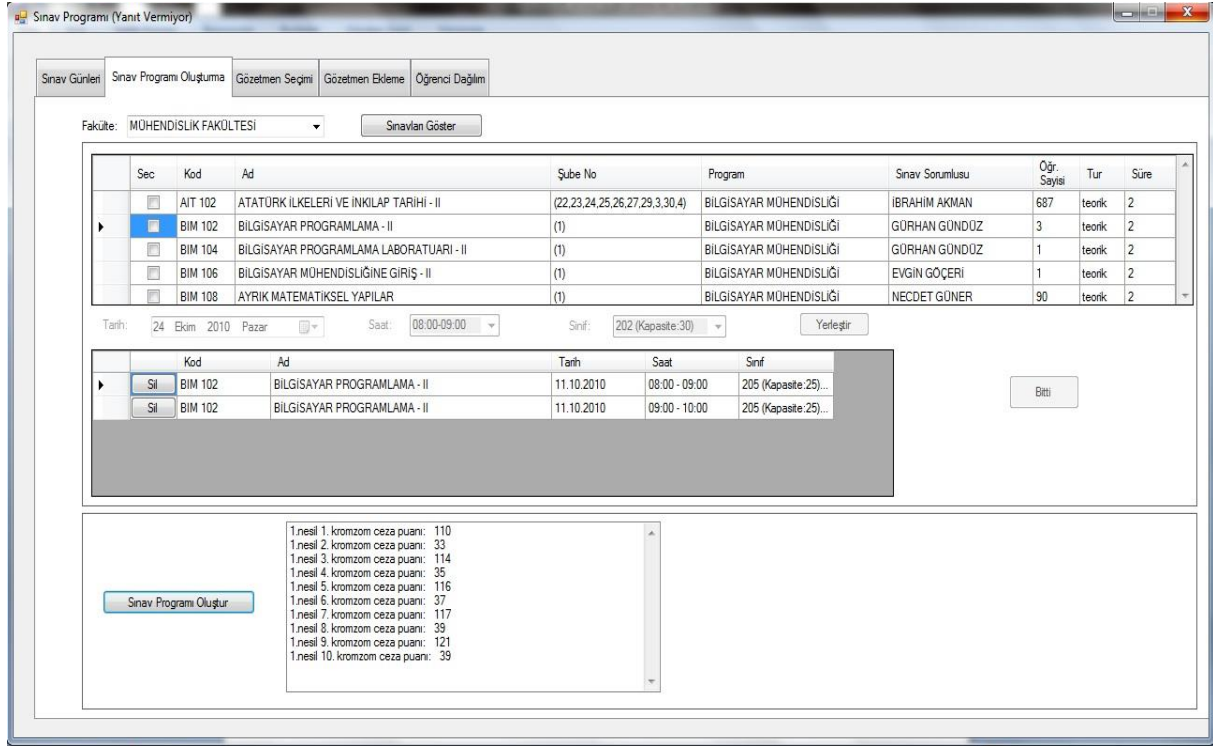 Sınav Programı (Yanıt Vermiyor)
Sınav Günleri Sınav Programı Oluşturma Gözetmen Seçimi Gözetmen Ekleme Öğrenci Dağılım
Fakülte: MÜHENDİSLİK FAKÜLTESİ Sınavları Göster
Sec Kod Ad Şube No Program Sınav Sorumlusu Öğr. Sayisi Tur Süre
AIT 102 ATATÜRK İLKELERİ VE İNKILAP TARİHİ - II (22,23,24,25,26,27,29,3,30,4) BİLGİSAYAR MÜHENDİSLİĞİ İBRAHİM AKMAN 687 teorik 2
BIM 102 BİLGİSAYAR PROGRAMLAMA - II (1) BİLGİSAYAR MÜHENDİSLİĞİ GÜRHAN GÜNDÜZ 3 teorik 2
BIM 104 BİLGİSAYAR PROGRAMLAMA LABORATUARI - II (1) BİLGİSAYAR MÜHENDİSLİĞİ GÜRHAN GÜNDÜZ 1 teorik 2
BIM 106 BİLGİSAYAR MÜHENDİSLİĞİNE GİRİŞ - II (1) BİLGİSAYAR MÜHENDİSLİĞİ EVGİN GÖÇERİ 1 teorik 2
BIM 108 AYRIK MATEMATİKSEL YAPILAR (1) BİLGİSAYAR MÜHENDİSLİĞİ NECDET GÜNER 90 teorik 2
Tarih: 24 Ekim 2010 Pazar Saat: 08:00-09:00 Sınıf: 202 (Kapasite:30) Yerleştir
Kod Ad Tarih Saat Sınıf
Sil BIM 102 BİLGİSAYAR PROGRAMLAMA - II 11.10.2010 08:00 - 09:00 205 (Kapasite:25)...
Sil BIM 102 BİLGİSAYAR PROGRAMLAMA - II 11.10.2010 09:00 - 10:00 205 (Kapasite:25)...
Bitti
Sınav Programı Oluştur
1.nesil 1. kromzom ceza puanı: 110
1.nesil 2. kromzom ceza puanı: 33
1.nesil 3. kromzom ceza puanı: 114
1.nesil 4. kromzom ceza puanı: 35
1.nesil 5. kromzom ceza puanı: 116
1.nesil 6. kromzom ceza puanı: 37
1.nesil 7. kromzom ceza puanı: 117
1.nesil 8. kromzom ceza puanı: 39
1.nesil 9. kromzom ceza puanı: 121
1.nesil 10. kromzom ceza puanı: 39